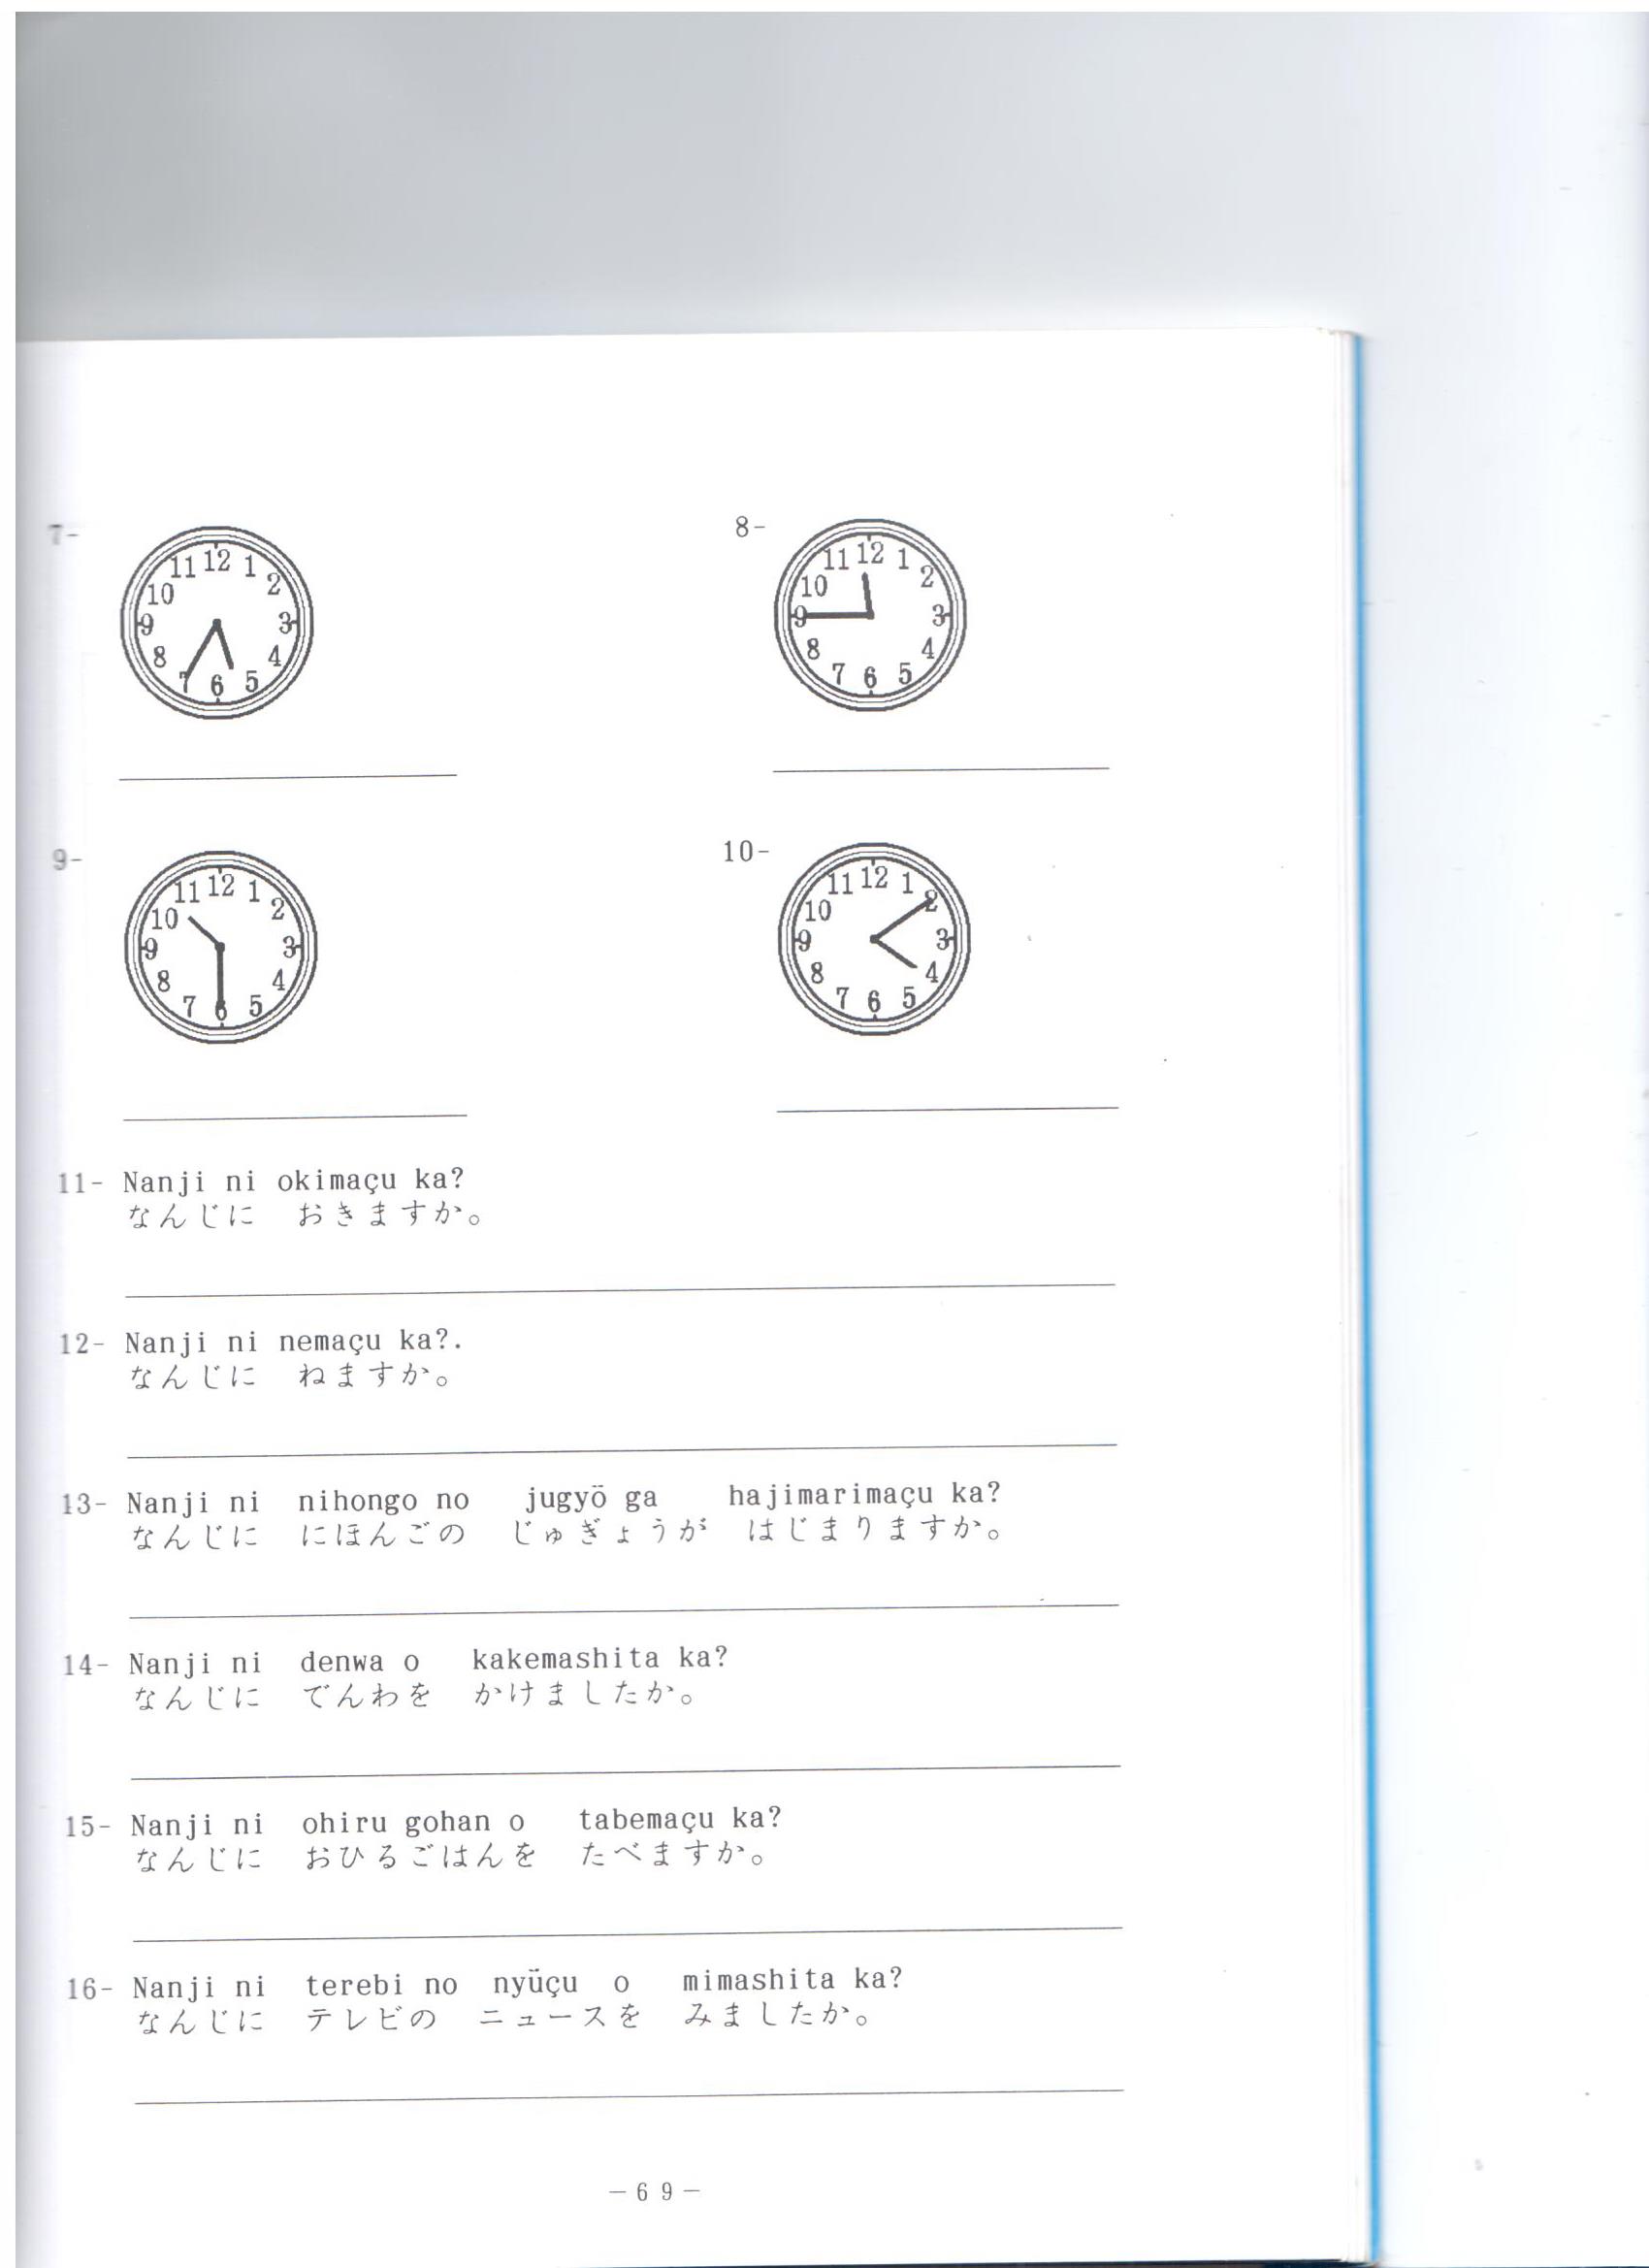 7-
8-
11 12 1
10 2
9 3
8 4
7 6 5
11 12 1
10 2
9 3
8 4
7 6 5
9-
10-
11 12 1
10 2
9 3
8 4
7 6 5
11 12 1
10 2
9 3
8 4
7 6 5
11- Nanji ni okimaçu ka?
なんじに おきますか。
12- Nanji ni nemaçu ka?.
なんじに ねますか。
13- Nanji ni nihongo no jugyō ga hajimarimaçu ka?
なんじに にほんごの じゅぎょうが はじまりますか。
14- Nanji ni denwa o kakemashita ka?
なんじに でんわを かけましたか。
15- Nanji ni ohiru gohan o tabemaçu ka?
なんじに おひるごはんを たべますか。
16- Nanji ni terebi no nyūçu o mimashita ka?
なんじに テレビの ニュースを みましたか。
－69－